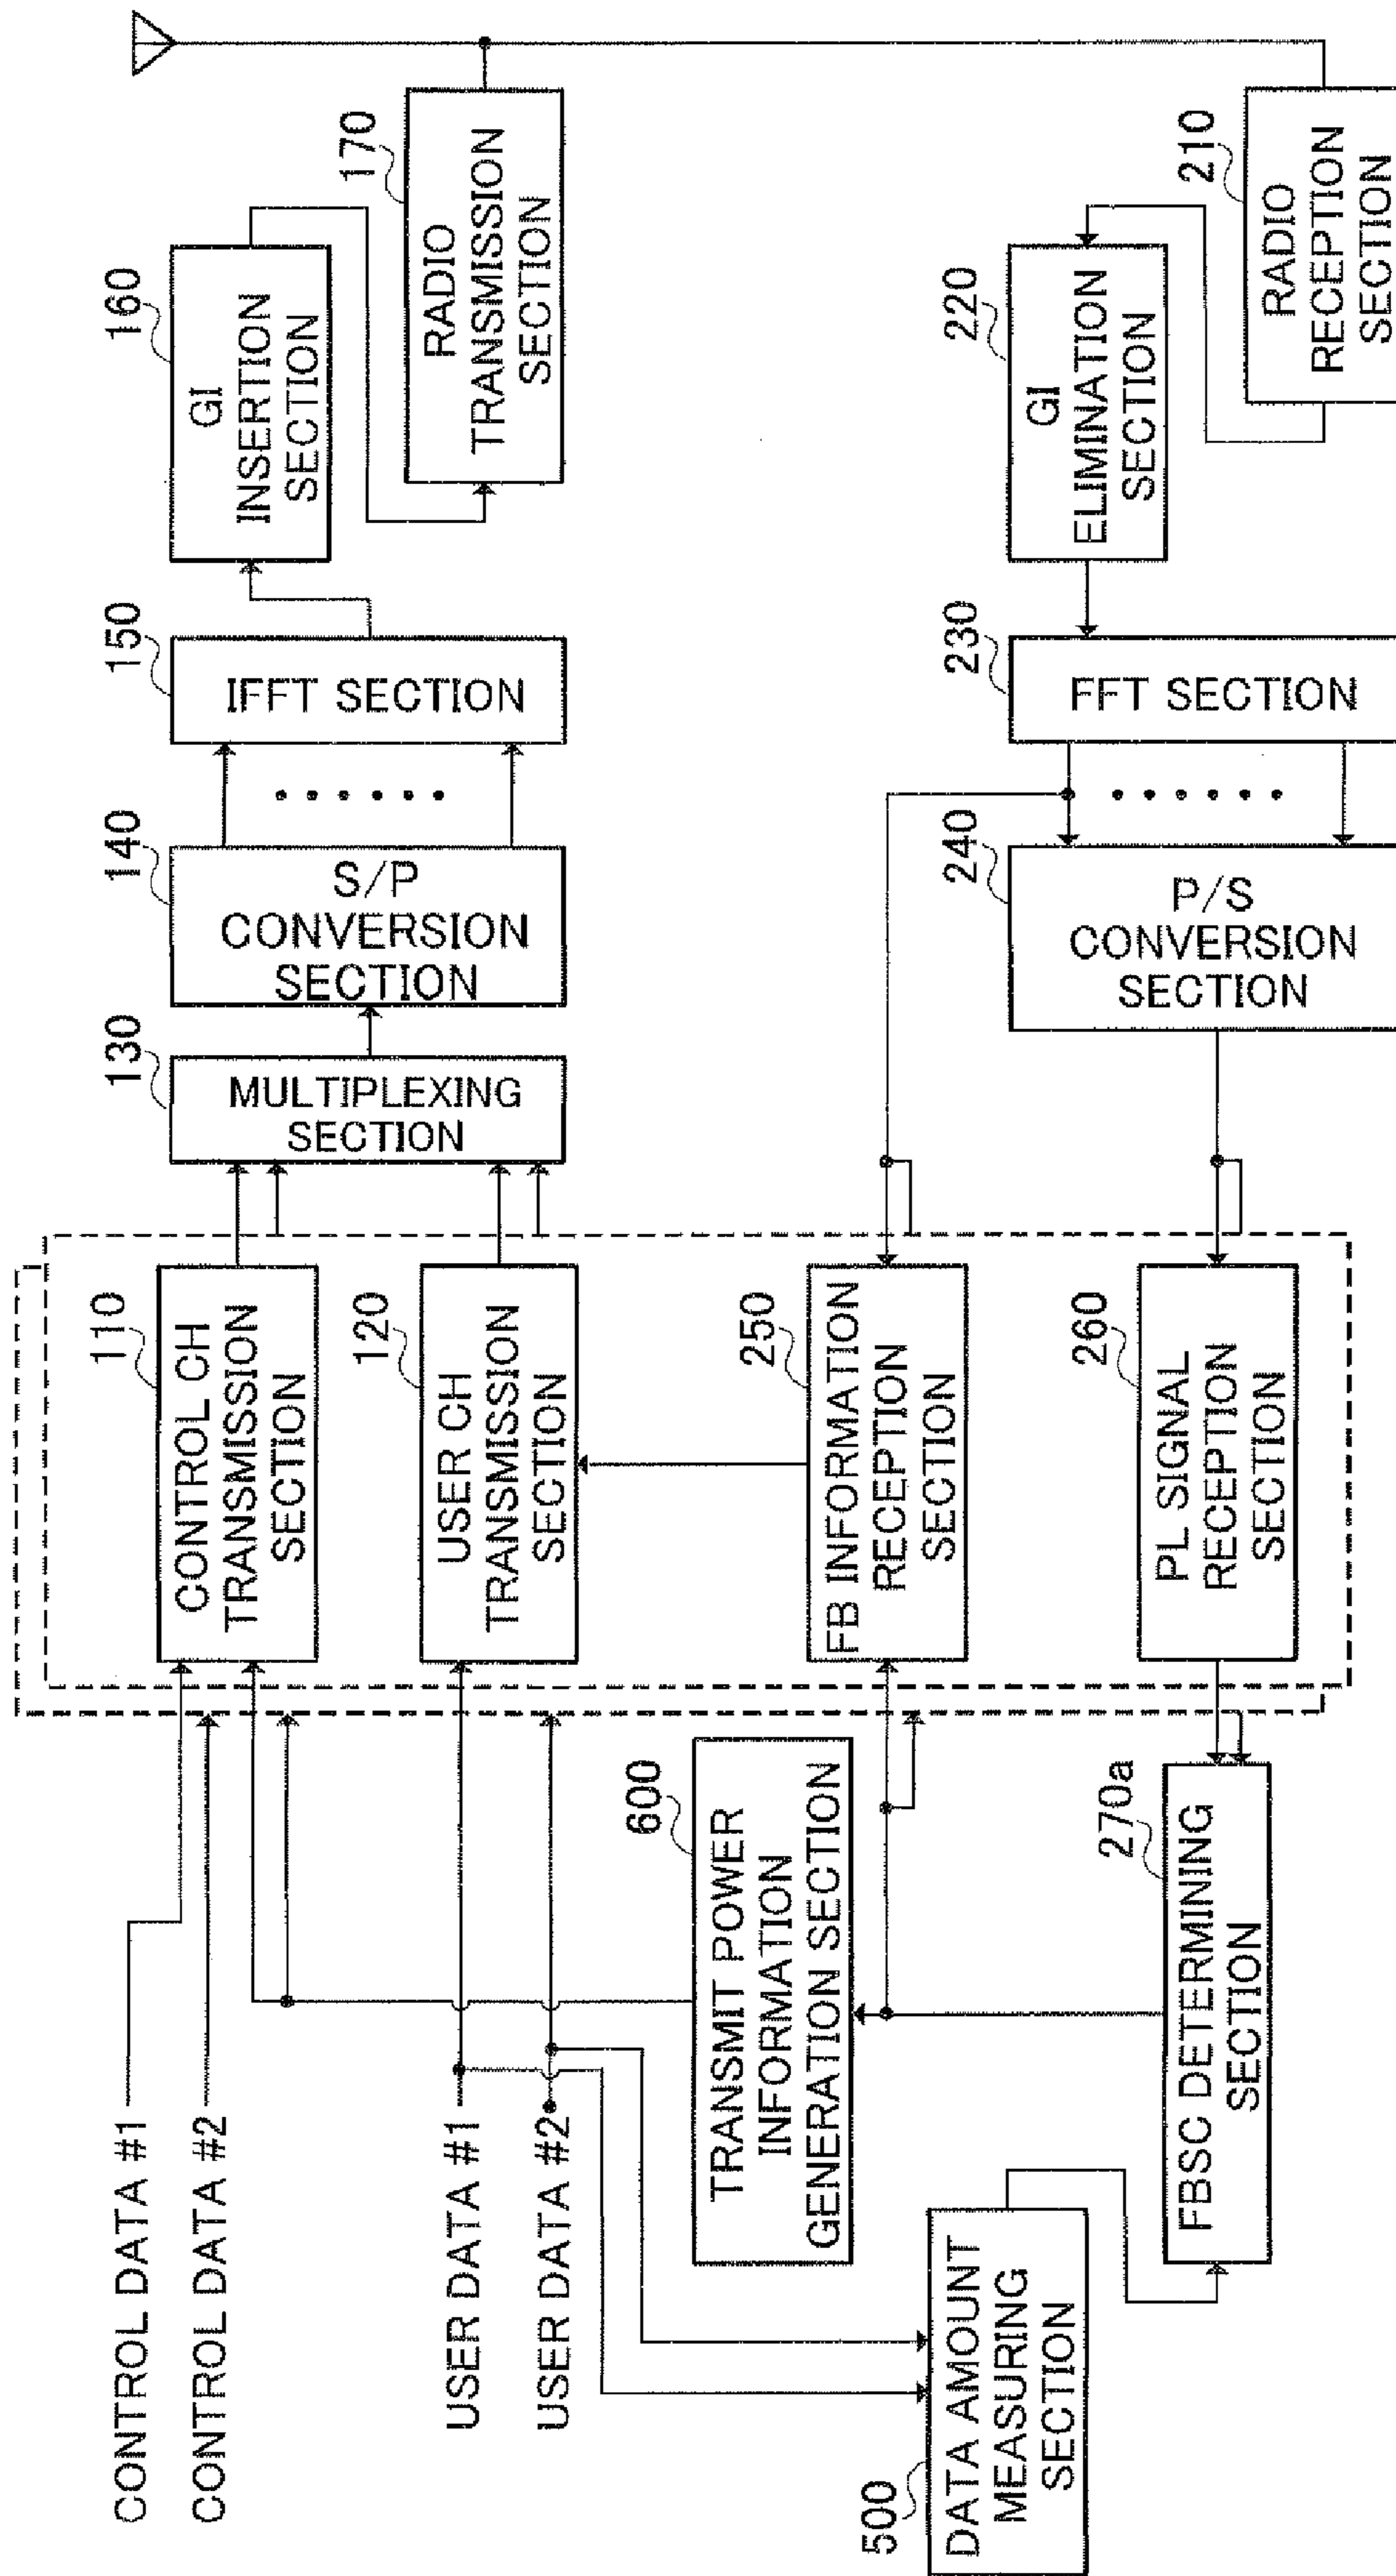 CONTROL DATA #1
CONTROL DATA #2
USER DATA #1
USER DATA #2
500
DATA AMOUNT
MEASURING
SECTION
600
TRANSMIT POWER
INFORMATION
GENERATION SECTION
270a
FBSC DETERMINING
SECTION
110
CONTROL CH
TRANSMISSION
SECTION
120
USER CH
TRANSMISSION
SECTION
250
FB INFORMATION
RECEPTION
SECTION
260
PL SIGNAL
RECEPTION
SECTION
130
MULTIPLEXING
SECTION
140
S/P
CONVERSION
SECTION
150
IFFT SECTION
160
GI
INSERTION
SECTION
170
RADIO
TRANSMISSION
SECTION
240
P/S
CONVERSION
SECTION
230
FFT SECTION
220
GI
ELIMINATION
SECTION
210
RADIO
RECEPTION
SECTION